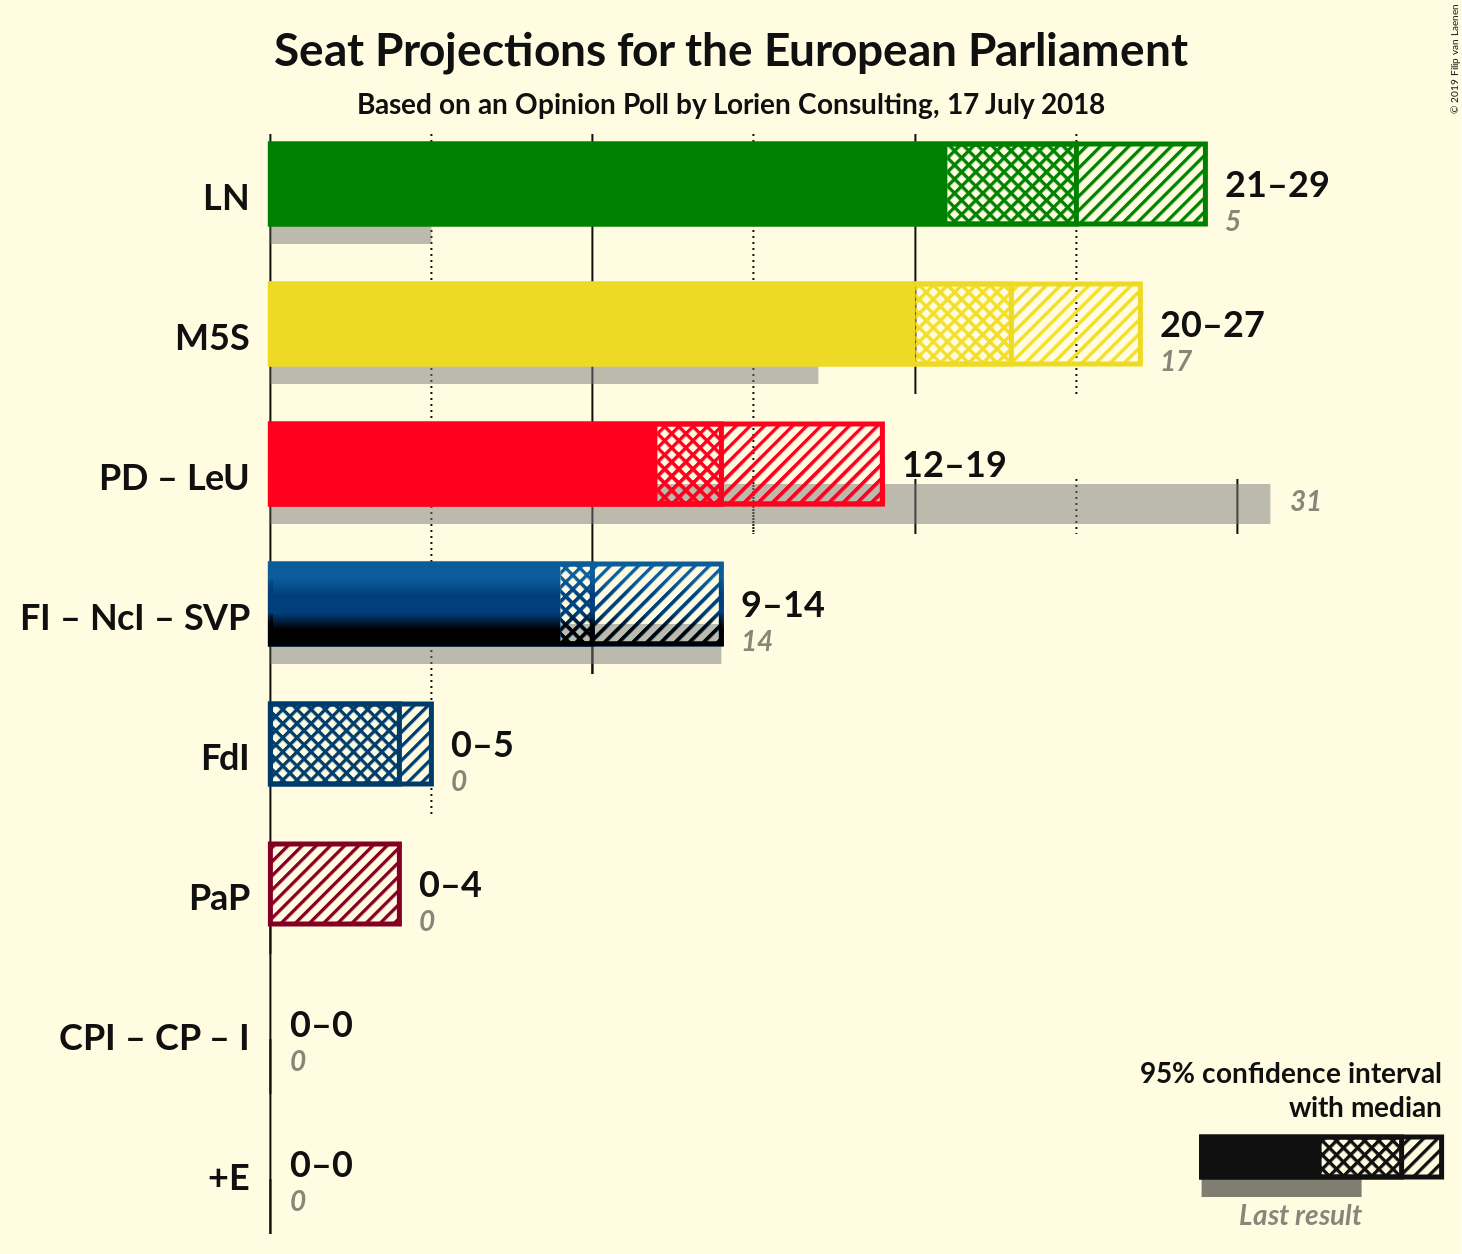 Seat Projections for the European Parliament
Based on an Opinion Poll by Lorien Consulting, 17 July 2018
© 2019 Filip van Laenen
LN
21–29
5
M5S
20–27
17
PD – LeU
12–19
31
FI – NcI – SVP
9–14
14
FdI
0–5
0
PaP
0–4
0
CPI – CP – I
0–0
0
+E
0–0
0
95% confidence interval
with median
Last result